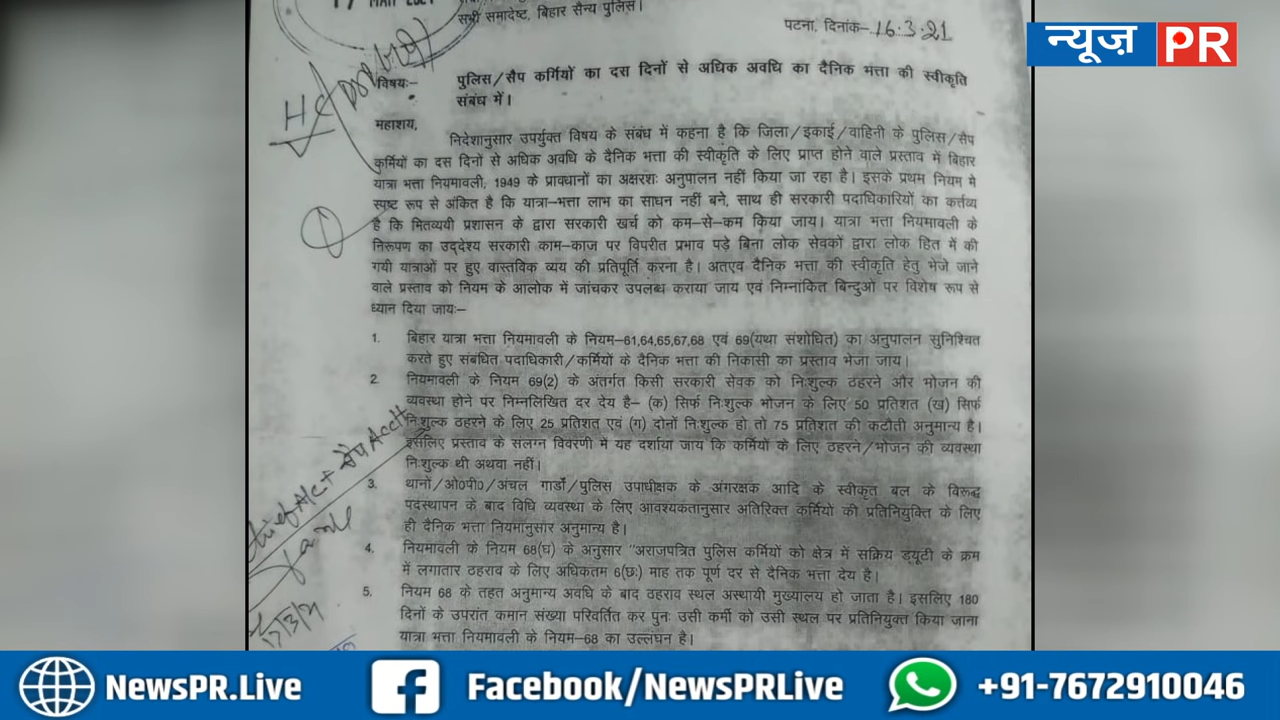 17 MAR 2021
सभी समादेष्टा, बिहार सैन्य पुलिस।
पटना, दिनांक-16.3.21
न्यूज़ PR
विषयः- पुलिस/सैप कर्मियों का दस दिनों से अधिक अवधि का दैनिक भत्ता की स्वीकृति
संबंध में।
महाशय,
निदेशानुसार उपर्युक्त विषय के संबंध में कहना है कि जिला/इकाई/वाहिनी के पुलिस/सैप
कर्मियों का दस दिनों से अधिक अवधि के दैनिक भत्ता की स्वीकृति के लिए प्राप्त होने वाले प्रस्ताव में बिहार
यात्रा भत्ता नियमावली, 1949 के प्रावधानों का अक्षरशः अनुपालन नहीं किया जा रहा है। इसके प्रथम नियम में
स्पष्ट रूप से अंकित है कि यात्रा-भत्ता लाभ का साधन नहीं बने, साथ ही सरकारी पदाधिकारियों का कर्त्तव्य
है कि मितव्ययी प्रशासन के द्वारा सरकारी खर्च को कम-से-कम किया जाय। यात्रा भत्ता नियमावली के
निरूपण का उद्देश्य सरकारी काम-काज पर विपरीत प्रभाव पड़े बिना लोक सेवकों द्वारा लोक हित में की
गयी यात्राओं पर हुए वास्तविक व्यय की प्रतिपूर्ति करना है। अतएव दैनिक भत्ता की स्वीकृति हेतु भेजे जाने
वाले प्रस्ताव को नियम के आलोक में जांचकर उपलब्ध कराया जाय एवं निम्नांकित बिन्दुओं पर विशेष रूप से
ध्यान दिया जायः-
1. बिहार यात्रा भत्ता नियमावली के नियम-61,64,65,67,68 एवं 69(यथा संशोधित) का अनुपालन सुनिश्चित
करते हुए संबंधित पदाधिकारी/कर्मियों के दैनिक भत्ता की निकासी का प्रस्ताव भेजा जाय।
2. नियमावली के नियम 69(2) के अंतर्गत किसी सरकारी सेवक को निःशुल्क ठहरने और भोजन की
व्यवस्था होने पर निम्नलिखित दर देय है- (क) सिर्फ निःशुल्क भोजन के लिए 50 प्रतिशत (ख) सिर्फ
निःशुल्क ठहरने के लिए 25 प्रतिशत एवं (ग) दोनों निःशुल्क हो तो 75 प्रतिशत की कटौती अनुमान्य है।
इसलिए प्रस्ताव के संलग्न विवरणी में यह दर्शाया जाय कि कर्मियों के लिए ठहरने/भोजन की व्यवस्था
निःशुल्क थी अथवा नहीं।
3. थानों/ओ0पी0/अंचल गार्डों/पुलिस उपाधीक्षक के अंगरक्षक आदि के स्वीकृत बल के विरूद्ध
पदस्थापन के बाद विधि व्यवस्था के लिए आवश्यकतानुसार अतिरिक्त कर्मियों की प्रतिनियुक्ति के लिए
ही दैनिक भत्ता नियमानुसार अनुमान्य है।
4. नियमावली के नियम 68(घ) के अनुसार "अराजपत्रित पुलिस कर्मियों को क्षेत्र में सक्रिय ड्यूटी के क्रम
में लगातार ठहराव के लिए अधिकतम 6(छः) माह तक पूर्ण दर से दैनिक भत्ता देय है।
5. नियम 68 के तहत अनुमान्य अवधि के बाद ठहराव स्थल अस्थायी मुख्यालय हो जाता है। इसलिए 180
दिनों के उपरांत कमान संख्या परिवर्तित कर पुनः उसी कर्मी को उसी स्थल पर प्रतिनियुक्त किया जाना
यात्रा भत्ता नियमावली के नियम-68 का उल्लंघन है।
1
17/3/21
NewsPR.Live
Facebook/NewsPRLive
+91-7672910046